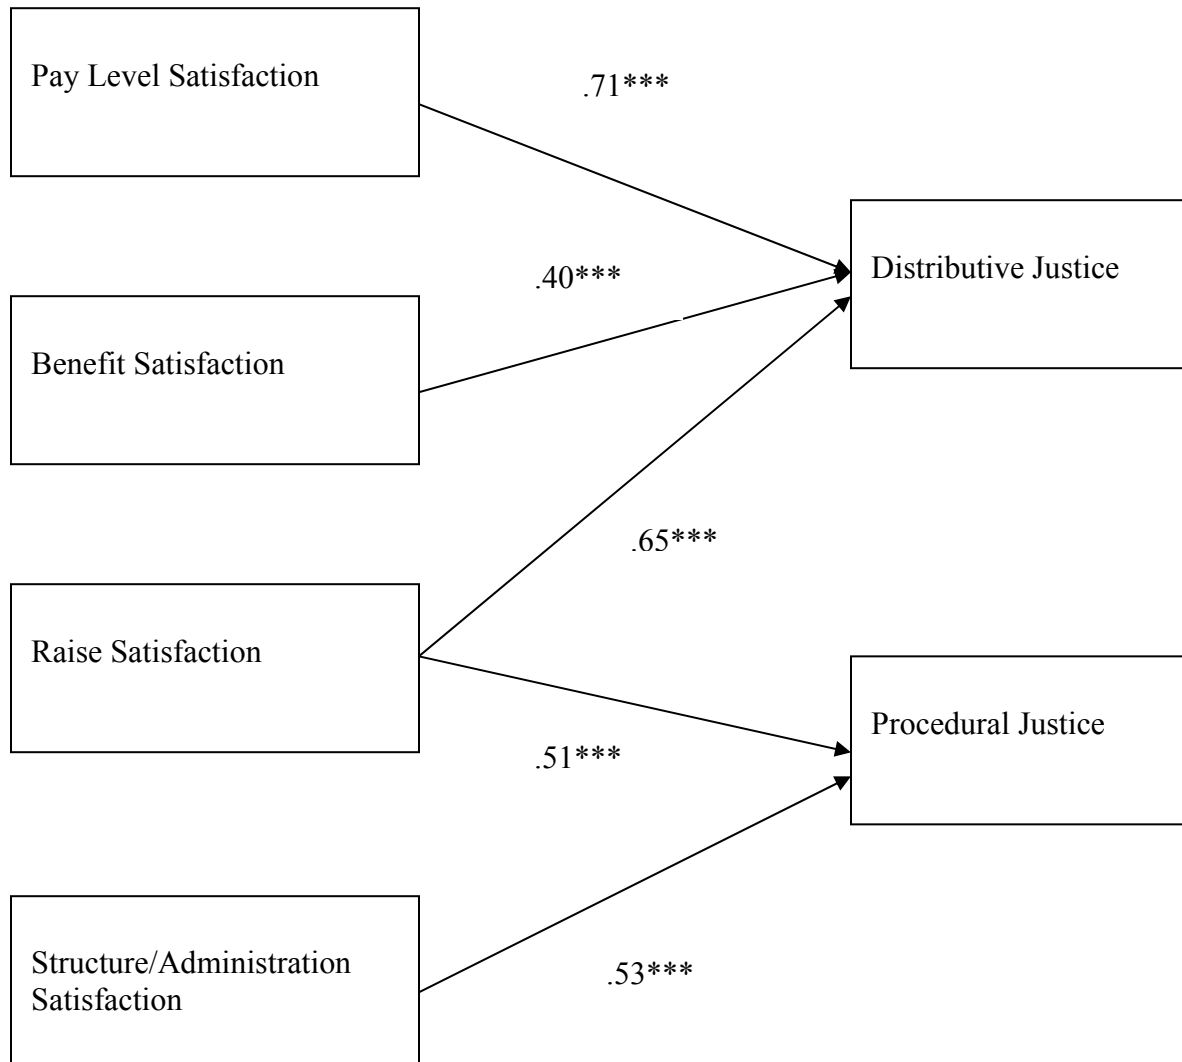 Pay Level Satisfaction
.71***
Distributive Justice
.40***
Benefit Satisfaction
.65***
Raise Satisfaction
Procedural Justice
.51***
Structure/Administration
Satisfaction
.53***